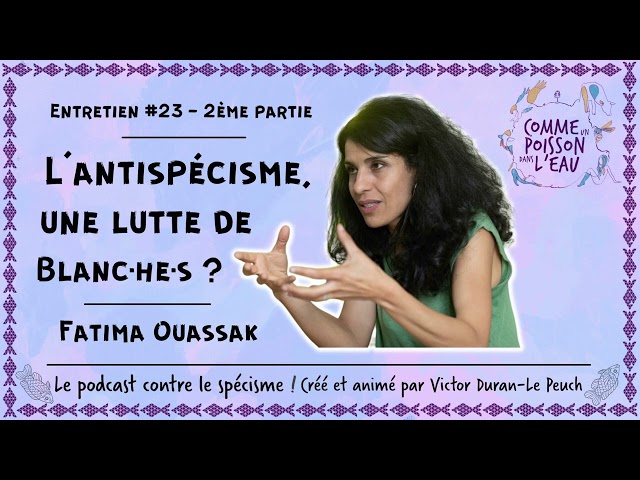 Entretien #23 – 2ème partie
L'antispécisme,
une lutte de
Blanc·he·s ?
Fatima Ouassak
COMME
UN
POISSON
DANS
L'EAU
Le podcast contre le spécisme ! Créé et animé par Victor Duran-Le Peuch